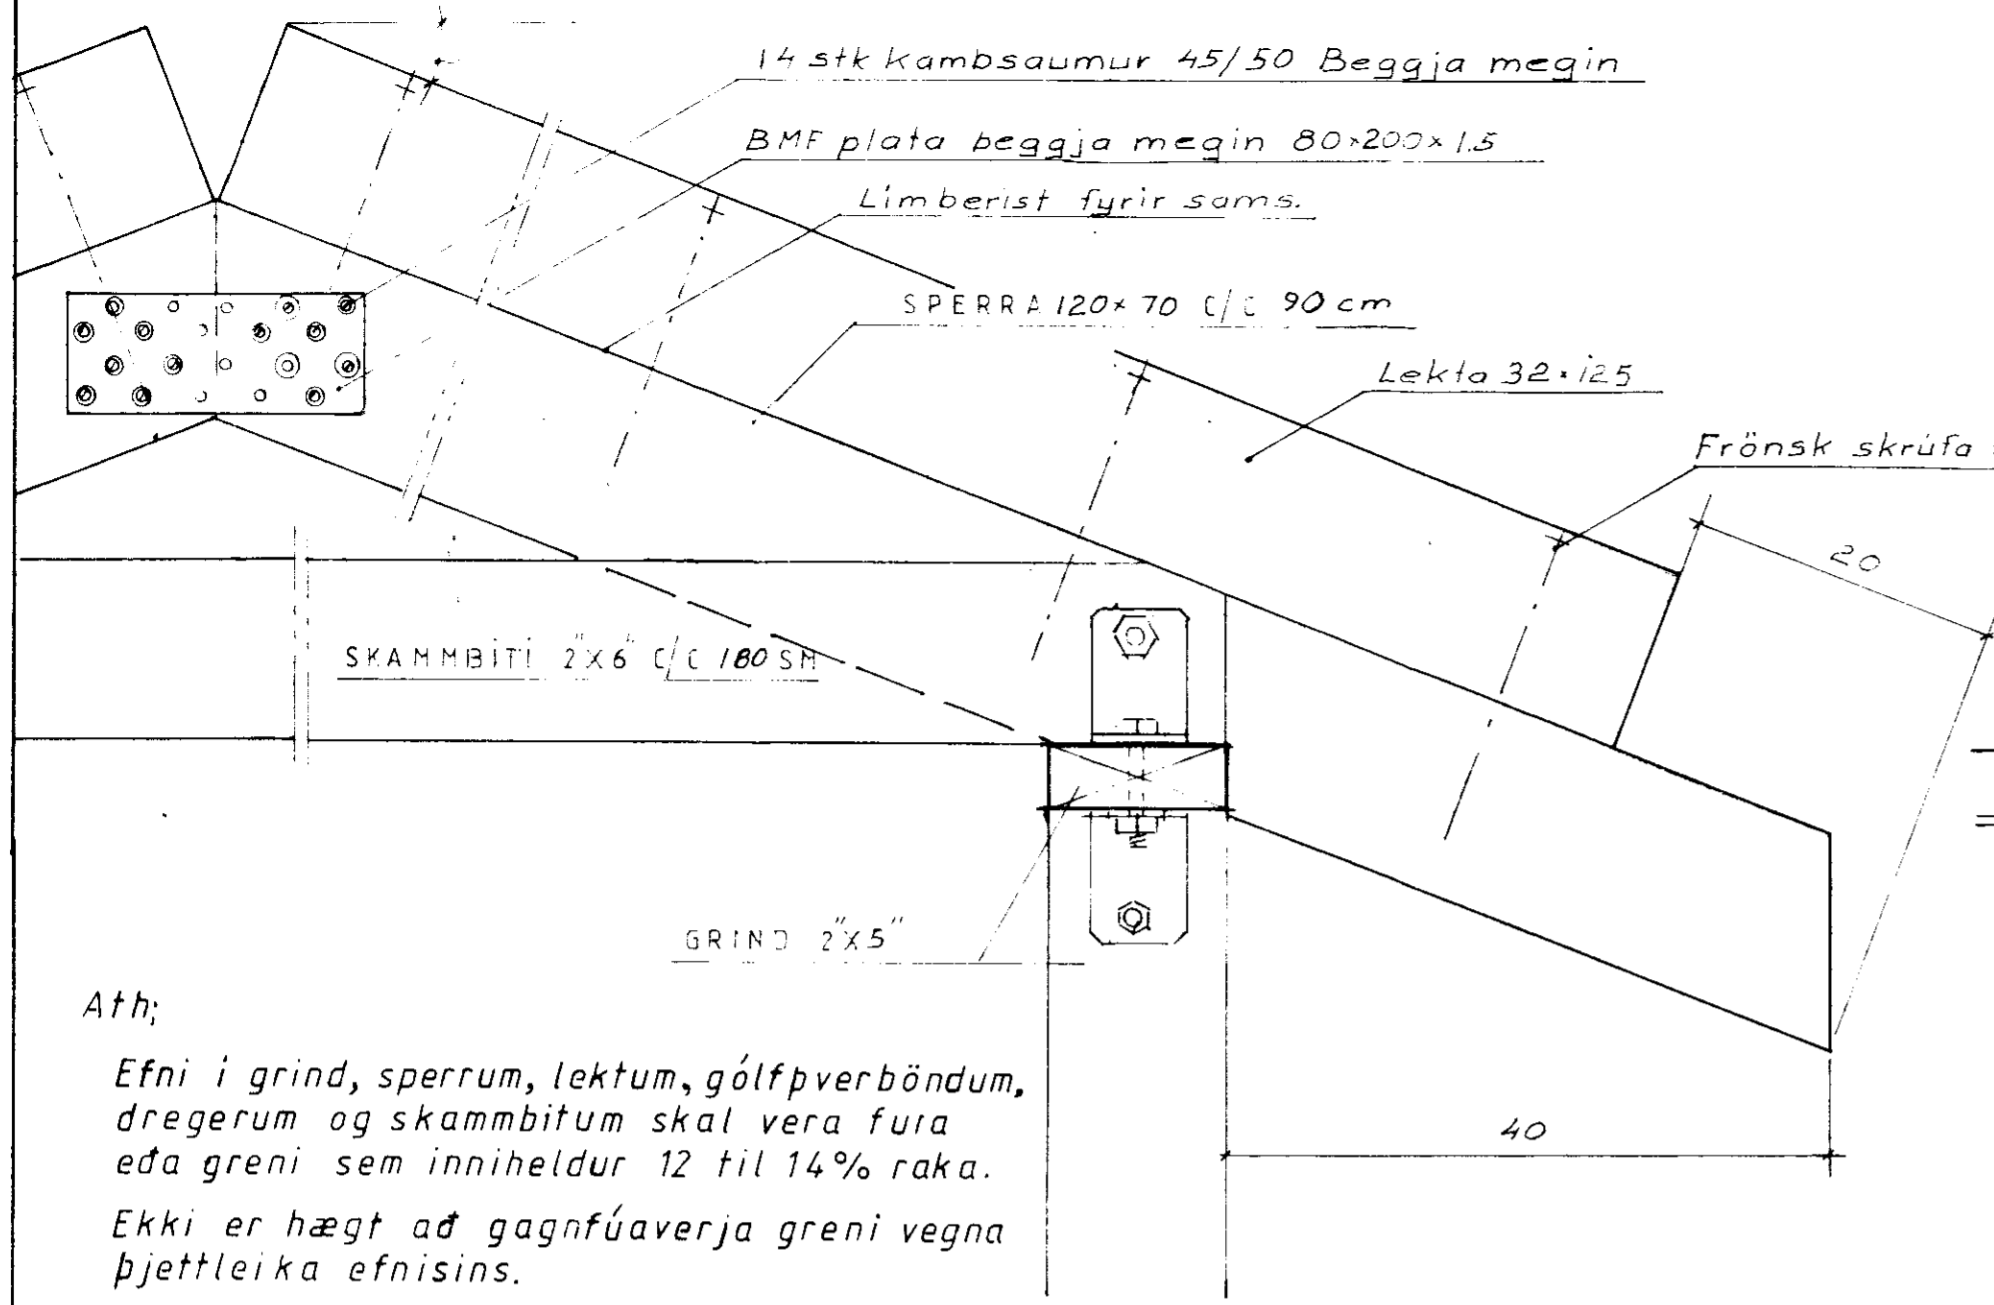 14 stk kambsaumur 45/50 Beggja megin
BMF plata beggja megin 80×200×1.5
Límberist fyrir sams.
SPERRA 120×70 C/C 90 cm
Lekta 32×125
Frönsk skrúfa
20
SKAMMBITI 2"X6" C/C 180 SM
GRIND 2"X5"
40
Ath;
Efni í grind, sperrum, lektum, gólfþverböndum,
dregerum og skammbitum skal vera fura
eða greni sem inniheldur 12 til 14% raka.
Ekki er hægt að gagnfúaverja greni vegna
þjettleika efnisins.